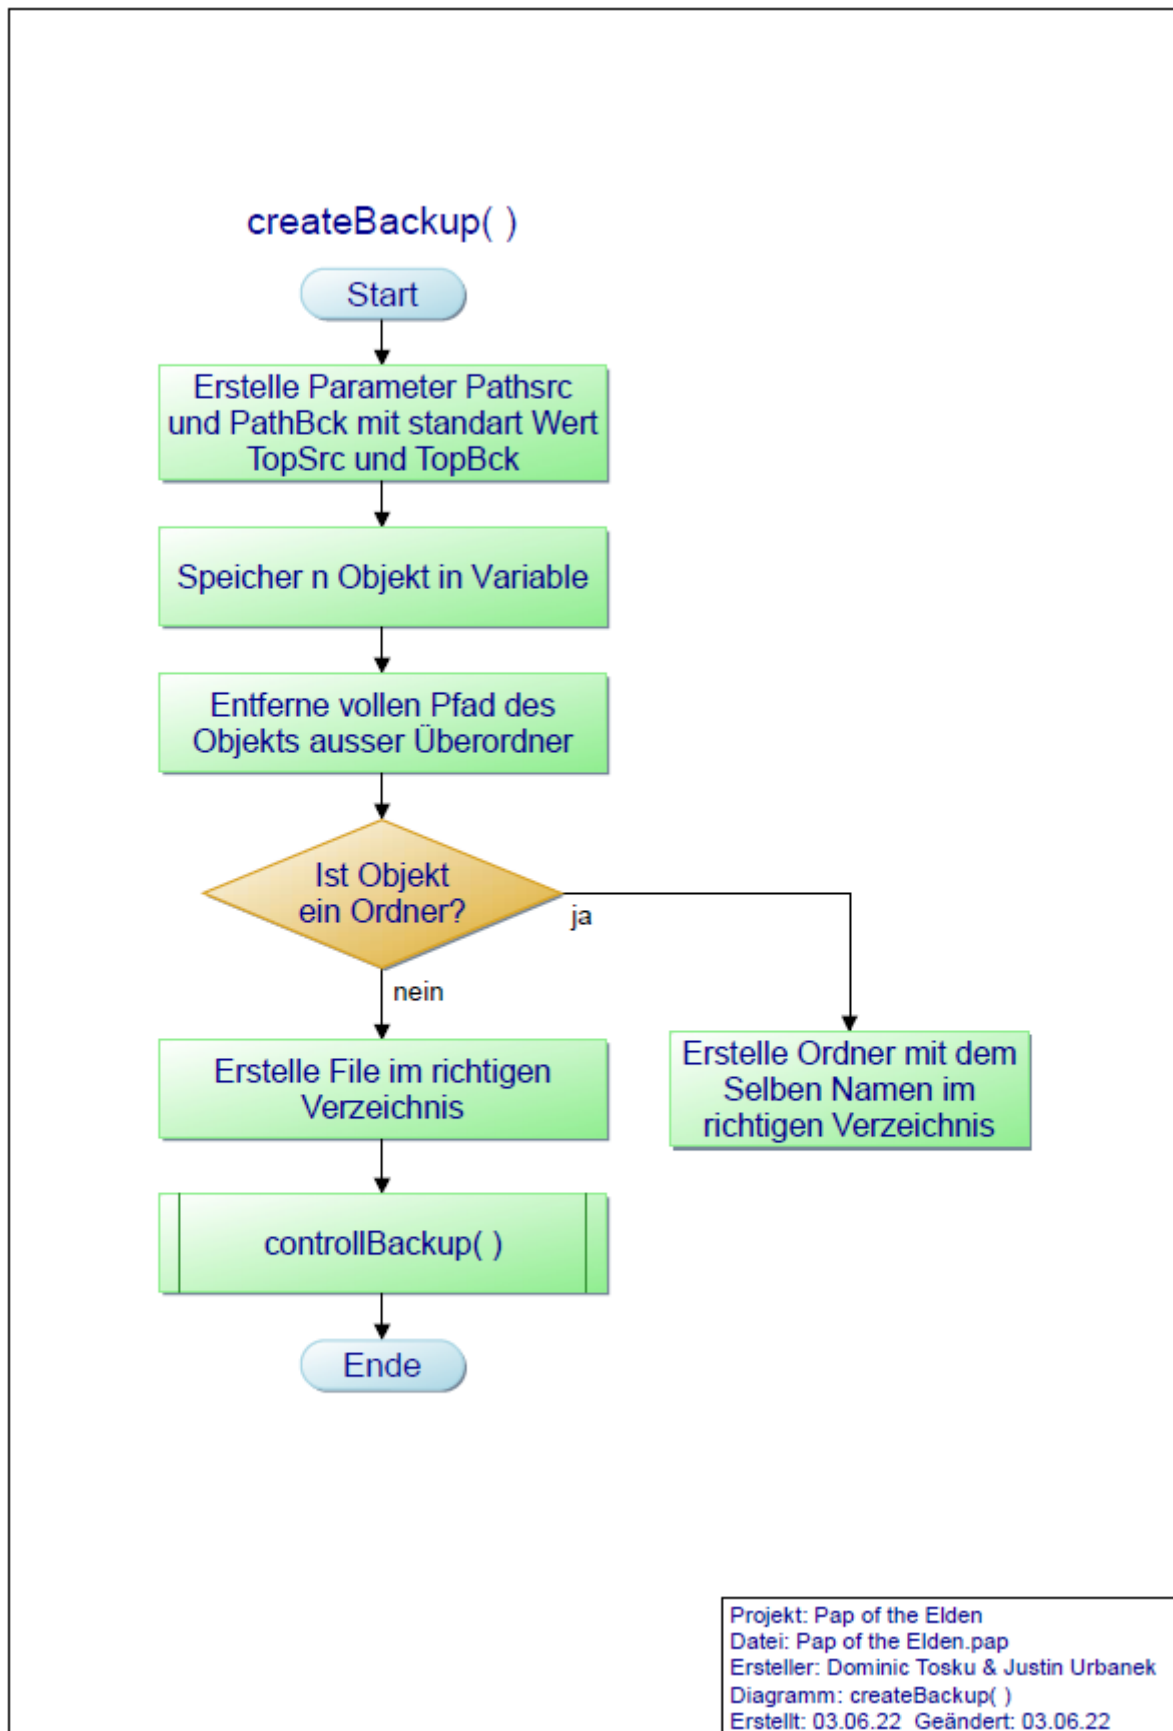 createBackup( )
Start
Erstelle Parameter Pathsrc
und PathBck mit standart Wert
TopSrc und TopBck
Speicher n Objekt in Variable
Entferne vollen Pfad des
Objekts ausser Überordner
Ist Objekt
ein Ordner?
ja
nein
Erstelle File im richtigen
Verzeichnis
Erstelle Ordner mit dem
Selben Namen im
richtigen Verzeichnis
controllBackup( )
Ende
Projekt: Pap of the Elden
Datei: Pap of the Elden.pap
Ersteller: Dominic Tosku & Justin Urbanek
Diagramm: createBackup( )
Erstellt: 03.06.22 Geändert: 03.06.22